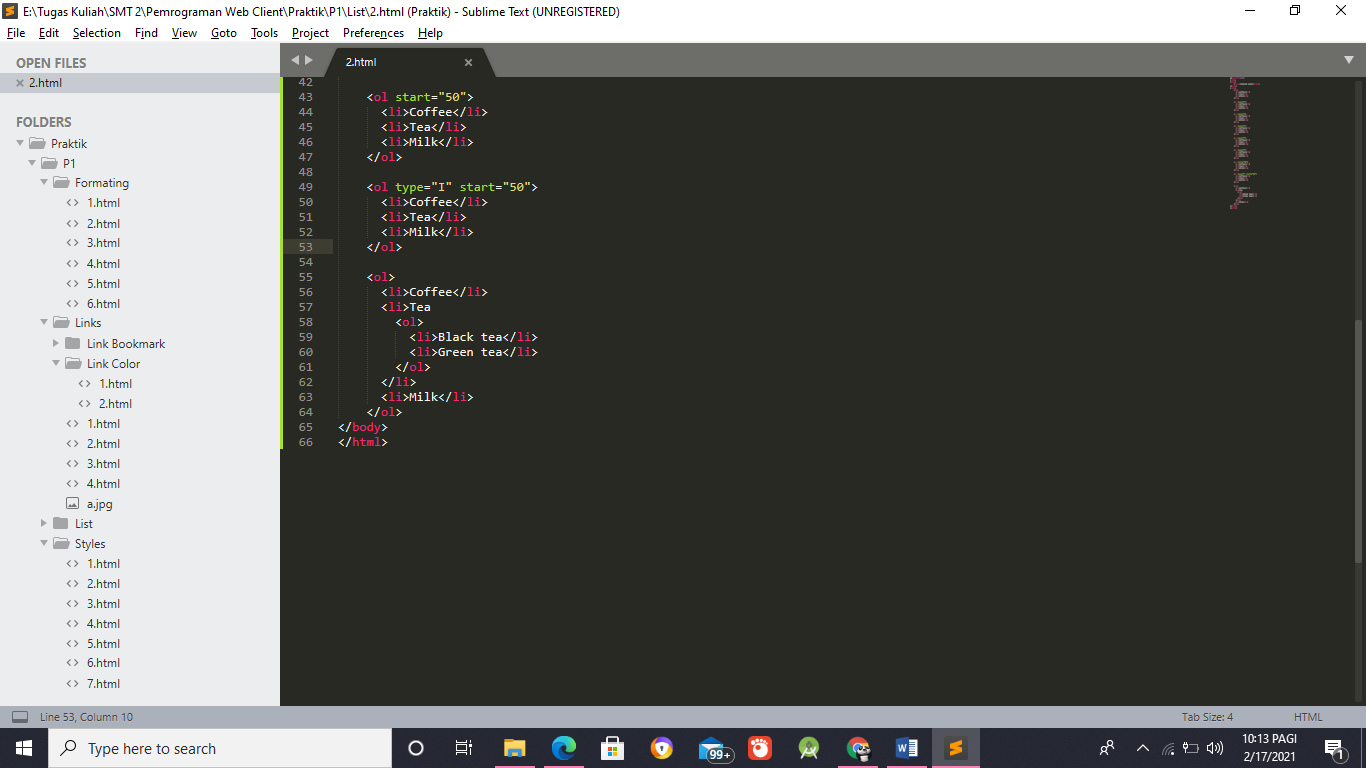 E:\Tugas Kuliah\SMT 2\Pemrograman Web Client\Praktik\P1\List\2.html (Praktik) - Sublime Text (UNREGISTERED)
File Edit Selection Find View Goto Tools Project Preferences Help
OPEN FILES
2.html
FOLDERS
Praktik
P1
Formating
1.html
2.html
3.html
4.html
5.html
6.html
Links
Link Bookmark
Link Color
1.html
2.html
1.html
2.html
3.html
4.html
a.jpg
List
Styles
1.html
2.html
3.html
4.html
5.html
6.html
7.html
2.html
42
43 <ol start="50">
44 <li>Coffee</li>
45 <li>Tea</li>
46 <li>Milk</li>
47 </ol>
48
49 <ol type="I" start="50">
50 <li>Coffee</li>
51 <li>Tea</li>
52 <li>Milk</li>
53 </ol>
54
55 <ol>
56 <li>Coffee</li>
57 <li>Tea
58 <ol>
59 <li>Black tea</li>
60 <li>Green tea</li>
61 </ol>
62 </li>
63 <li>Milk</li>
64 </ol>
65 </body>
66 </html>
Line 53, Column 10
Tab Size: 4
HTML
Type here to search
99+
10:13 PAGI
2/17/2021
1